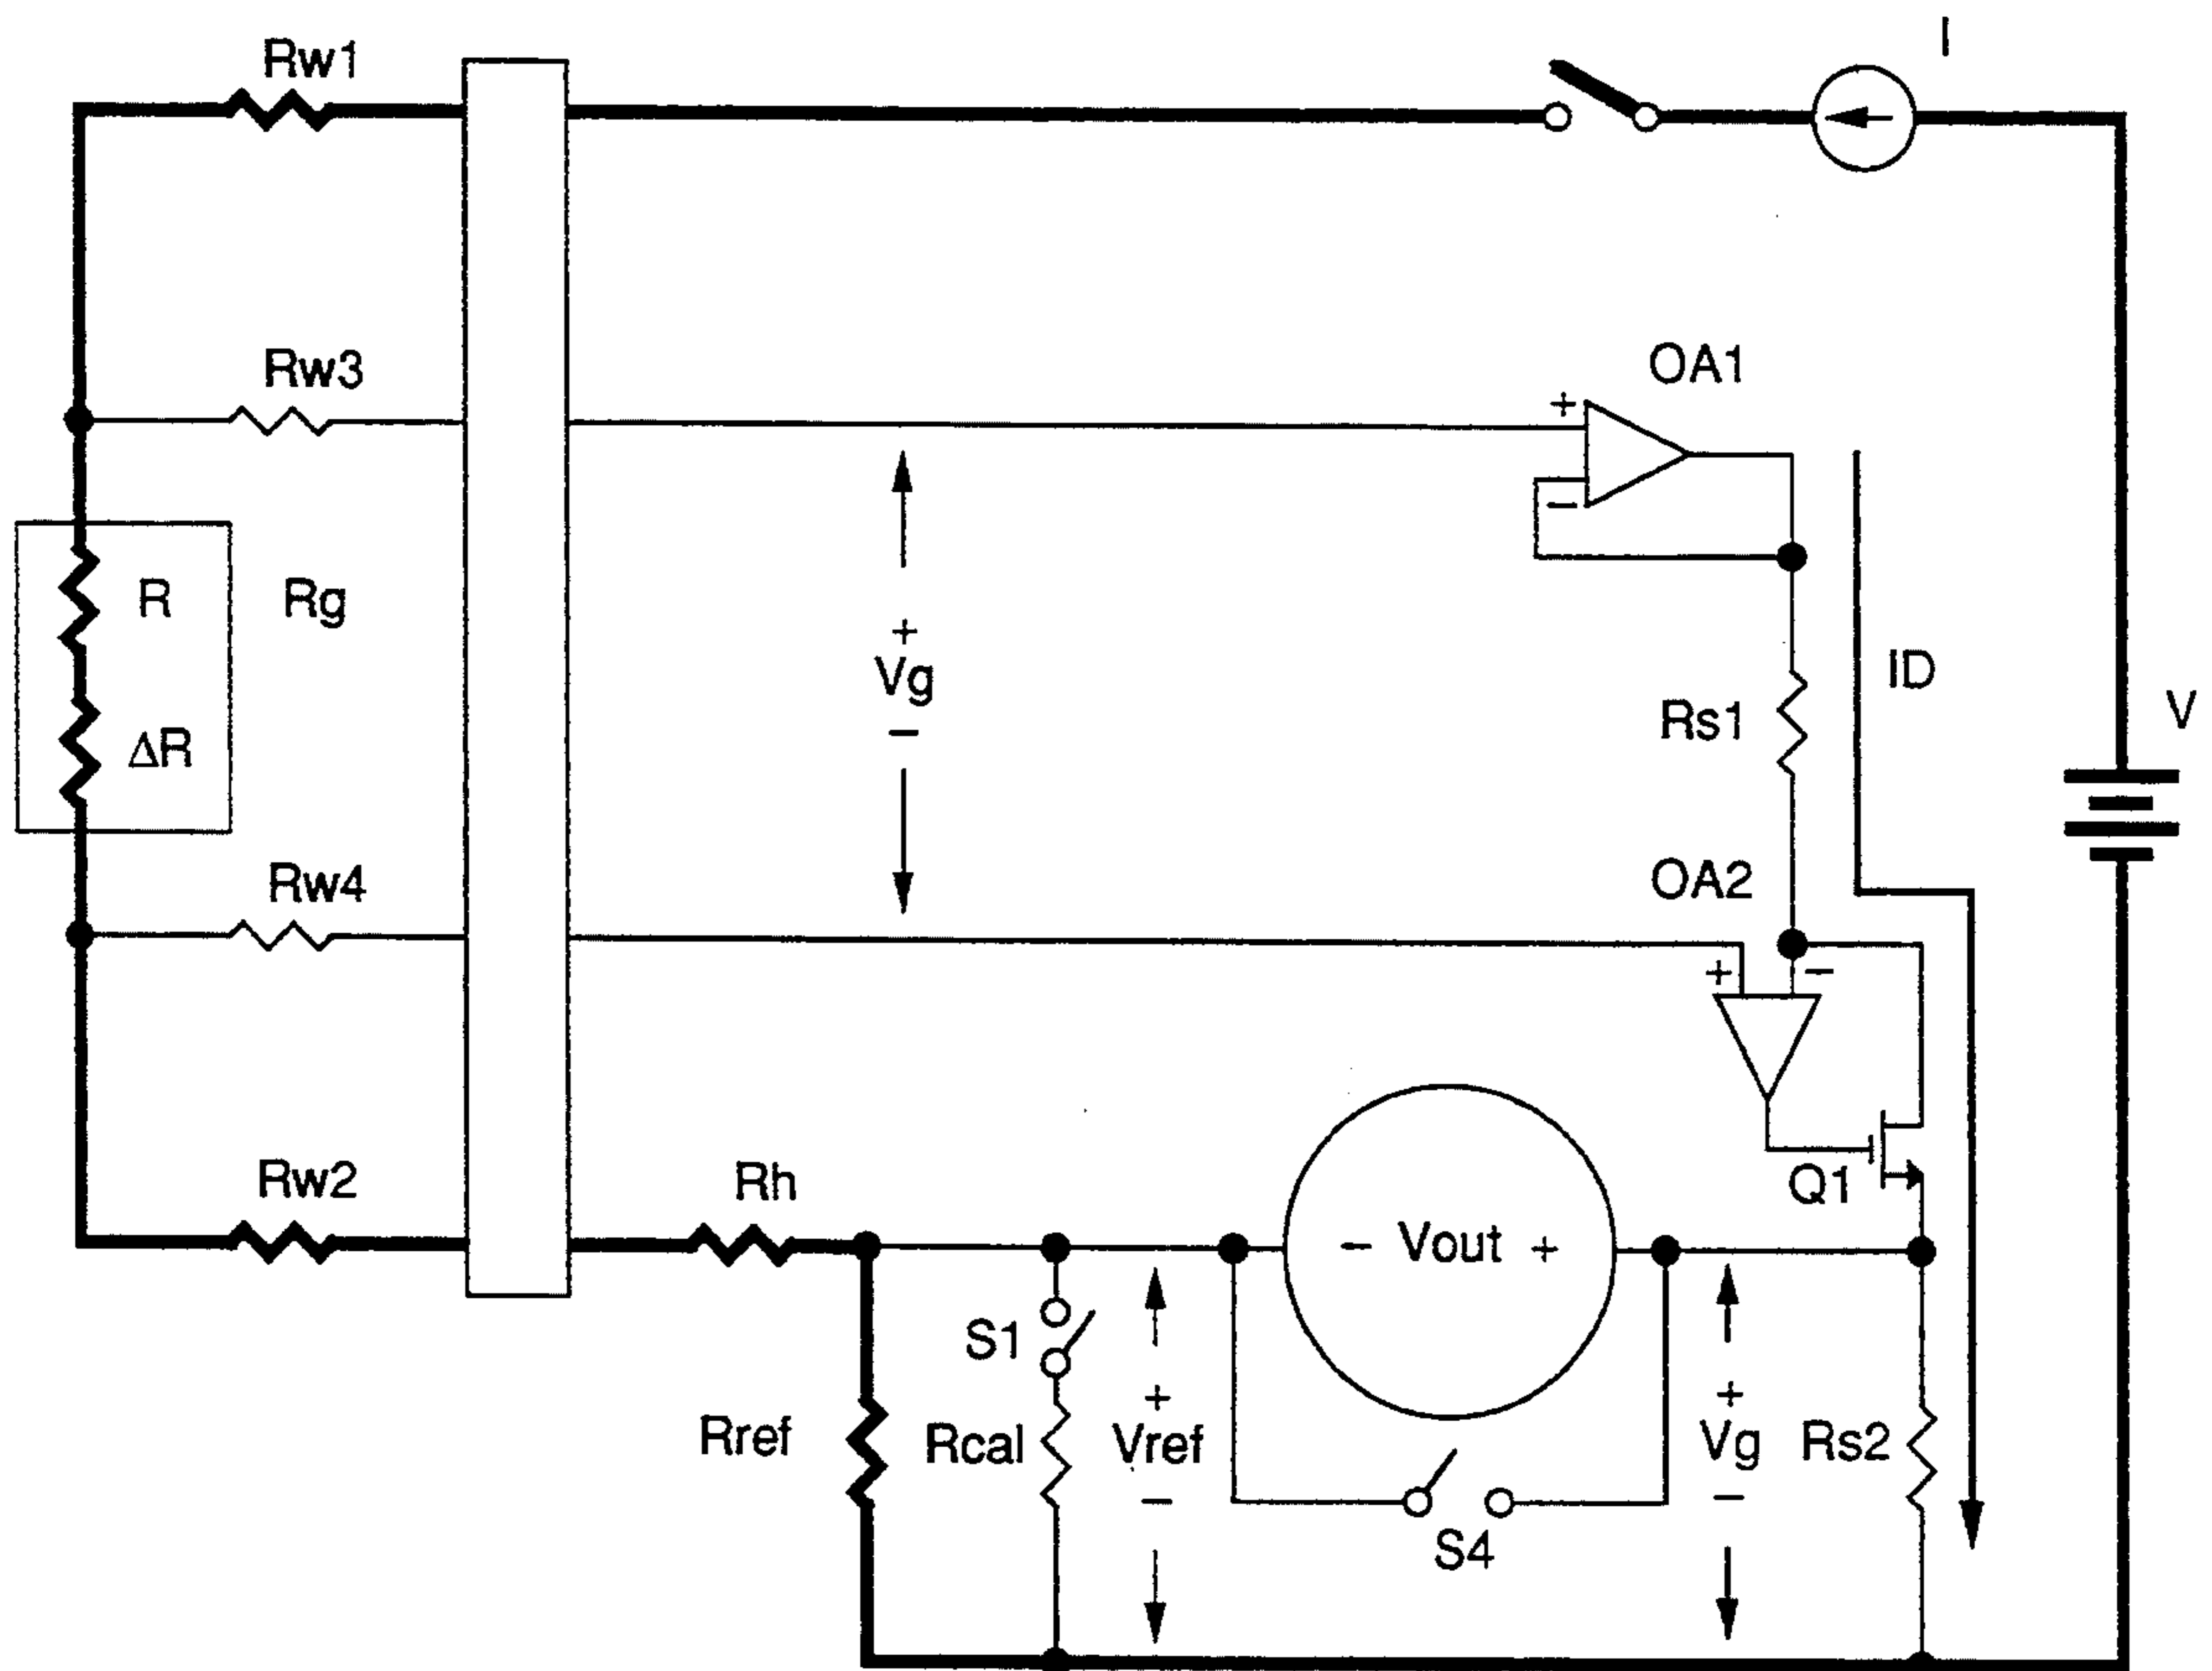 I
Rw1
OA1
Rw3
+
−
R
Rg
+
Vg
−
ID
Rs1
V
ΔR
OA2
Rw4
+
−
Rw2
Rh
Q1
− Vout +
S1
Rref
Rcal
+
Vref
−
+
Vg
−
Rs2
S4